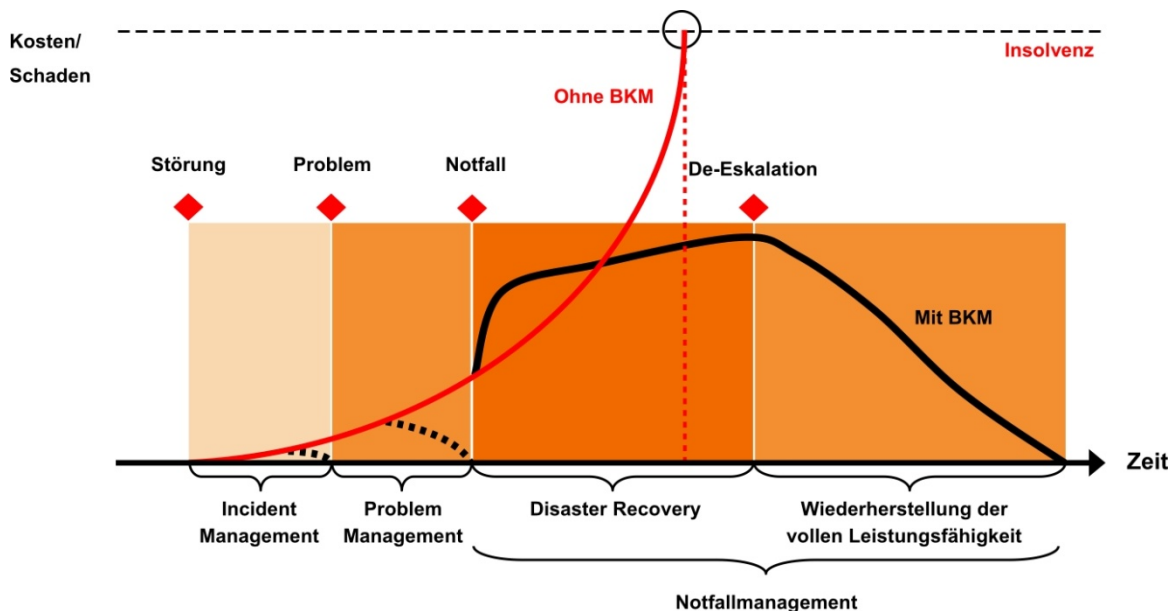 Kosten/
Schaden
Insolvenz
Ohne BKM
Störung
Problem
Notfall
De-Eskalation
Mit BKM
Zeit
Incident
Management
Problem
Management
Disaster Recovery
Wiederherstellung der
vollen Leistungsfähigkeit
Notfallmanagement